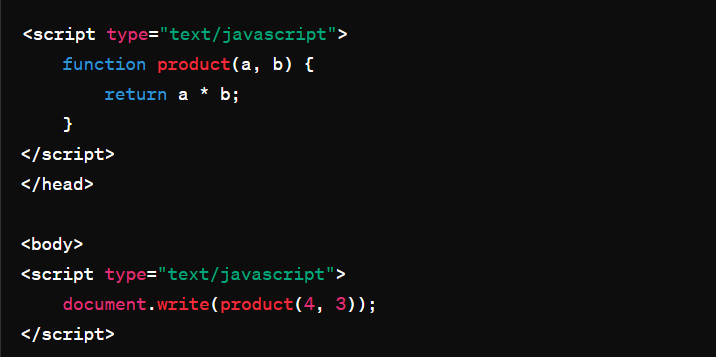 <script type="text/javascript">
    function product(a, b) {
        return a * b;
    }
</script>
</head>

<body>
<script type="text/javascript">
    document.write(product(4, 3));
</script>